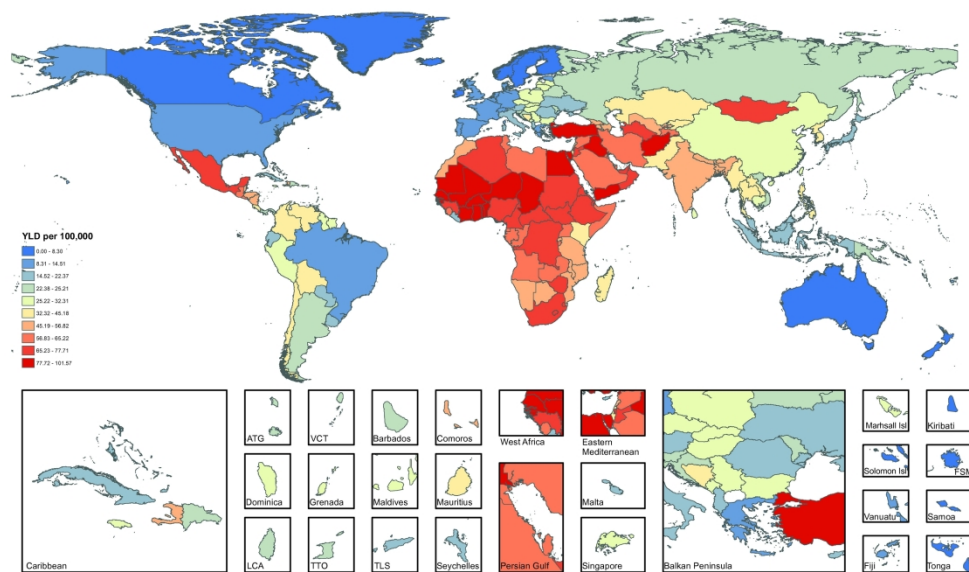 YLD per 100,000
0.00 - 8.30
8.31 - 14.51
14.52 - 22.37
22.38 - 25.21
25.22 - 32.31
32.32 - 45.18
45.19 - 56.82
56.83 - 65.22
65.23 - 77.71
77.72 - 101.57
Caribbean
ATG
VCT
Barbados
Comoros
West Africa
Eastern
Mediterranean
Balkan Peninsula
Marhsall Isl
Kiribati
Dominica
Grenada
Maldives
Mauritius
Persian Gulf
Malta
Solomon Isl
FSM
LCA
TTO
TLS
Seychelles
Singapore
Vanuatu
Samoa
Fiji
Tonga